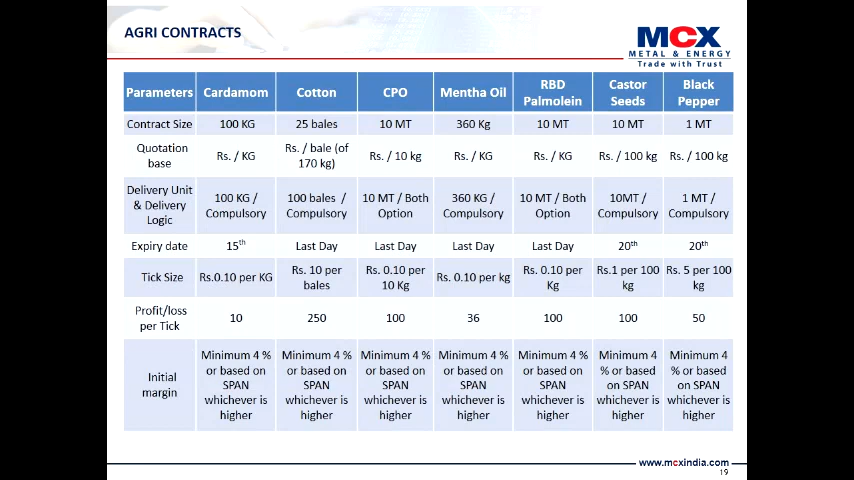 AGRI CONTRACTS
MCX
METAL & ENERGY
Trade with Trust
Parameters Cardamom Cotton CPO Mentha Oil RBD Palmolein Castor Seeds Black Pepper
Contract Size 100 KG 25 bales 10 MT 360 Kg 10 MT 10 MT 1 MT
Quotation base Rs. / KG Rs. / bale (of 170 kg) Rs. / 10 kg Rs. / KG Rs. / KG Rs. / 100 kg Rs. / 100 kg
Delivery Unit & Delivery Logic 100 KG / Compulsory 100 bales / Compulsory 10 MT / Both Option 360 KG / Compulsory 10 MT / Both Option 10MT / Compulsory 1 MT / Compulsory
Expiry date 15th Last Day Last Day Last Day Last Day 20th 20th
Tick Size Rs.0.10 per KG Rs. 10 per bales Rs. 0.10 per 10 Kg Rs. 0.10 per kg Rs. 0.10 per Kg Rs.1 per 100 kg Rs. 5 per 100 kg
Profit/loss per Tick 10 250 100 36 100 100 50
Initial margin Minimum 4 % or based on SPAN whichever is higher Minimum 4 % or based on SPAN whichever is higher Minimum 4 % or based on SPAN whichever is higher Minimum 4 % or based on SPAN whichever is higher Minimum 4 % or based on SPAN whichever is higher Minimum 4 % or based on SPAN whichever is higher Minimum 4 % or based on SPAN whichever is higher
www.mcxindia.com
19